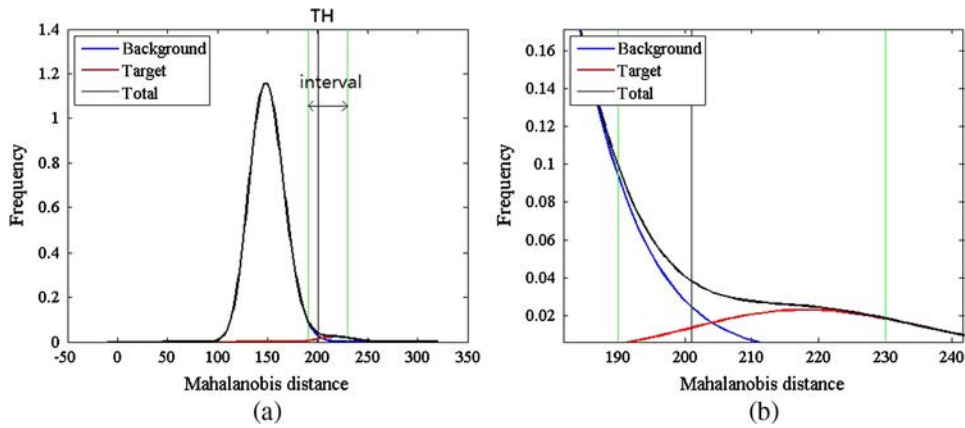 TH
1.4
1.2
1
0.8
0.6
0.4
0.2
0
-50 0 50 100 150 200 250 300 350
Frequency
Mahalanobis distance
Background
Target
Total
interval
(a)
0.16
0.14
0.12
0.1
0.08
0.06
0.04
0.02
190 200 210 220 230 240
Frequency
Mahalanobis distance
Background
Target
Total
(b)